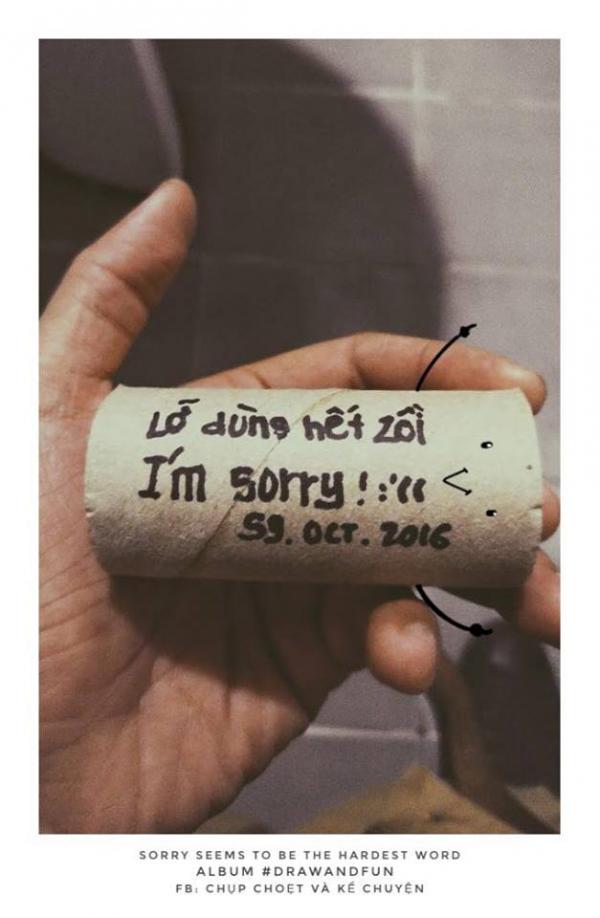 Lỡ dùng hết zồi
I'm sorry ! :'((
SG. OCT. 2016
SORRY SEEMS TO BE THE HARDEST WORD
ALBUM #DRAWANDFUN
FB: CHỤP CHOẸT VÀ KỂ CHUYỆN